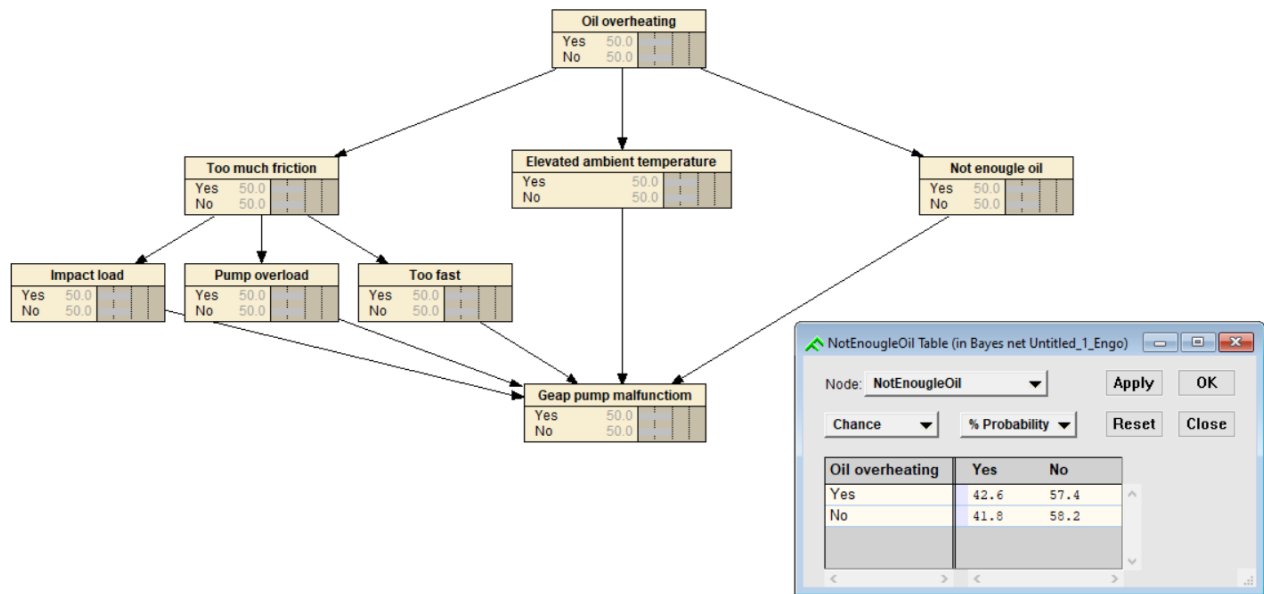 Oil overheating
Yes 50.0
No 50.0
Too much friction
Yes 50.0
No 50.0
Elevated ambient temperature
Yes 50.0
No 50.0
Not enougle oil
Yes 50.0
No 50.0
Impact load
Yes 50.0
No 50.0
Pump overload
Yes 50.0
No 50.0
Too fast
Yes 50.0
No 50.0
Geap pump malfunctiom
Yes 50.0
No 50.0
NotEnougleOil Table (in Bayes net Untitled_1_Engo)
Node: NotEnougleOil Apply OK
Chance % Probability Reset Close
Oil overheating Yes No
Yes 42.6 57.4
No 41.8 58.2